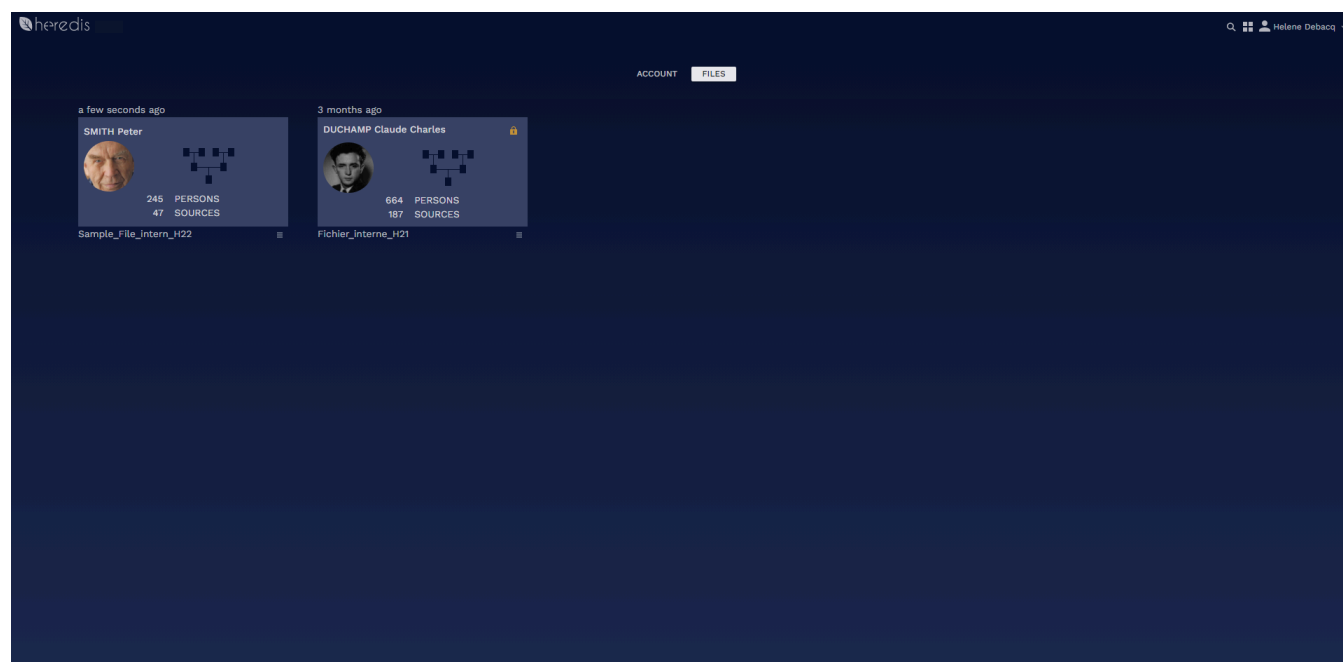 heredis
Helene Debacq
ACCOUNT FILES
a few seconds ago
SMITH Peter
245 PERSONS
47 SOURCES
Sample_File_intern_H22
3 months ago
DUCHAMP Claude Charles
664 PERSONS
187 SOURCES
Fichier_interne_H21